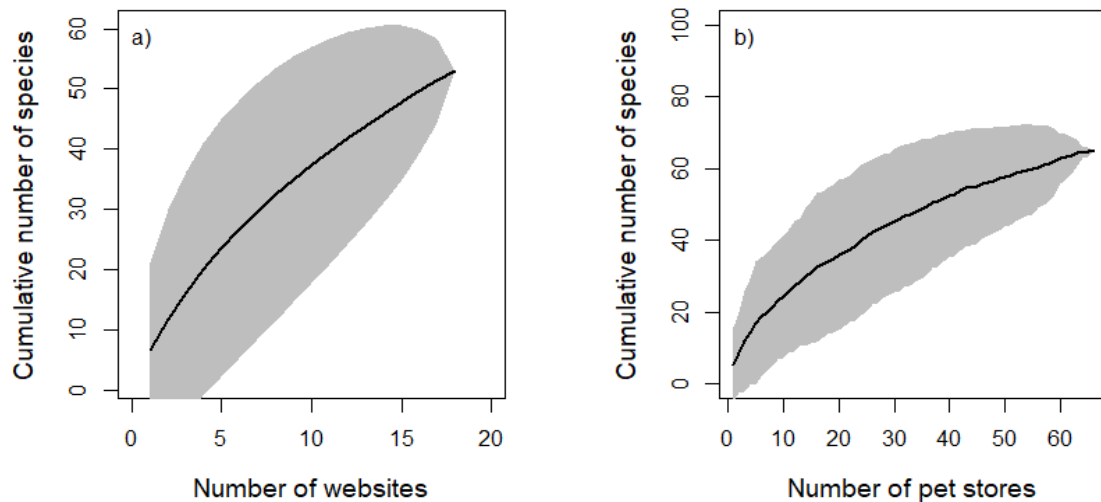 a)
Cumulative number of species
60
50
40
30
20
10
0
0 5 10 15 20
Number of websites
b)
Cumulative number of species
100
80
60
40
20
0
0 10 20 30 40 50 60
Number of pet stores